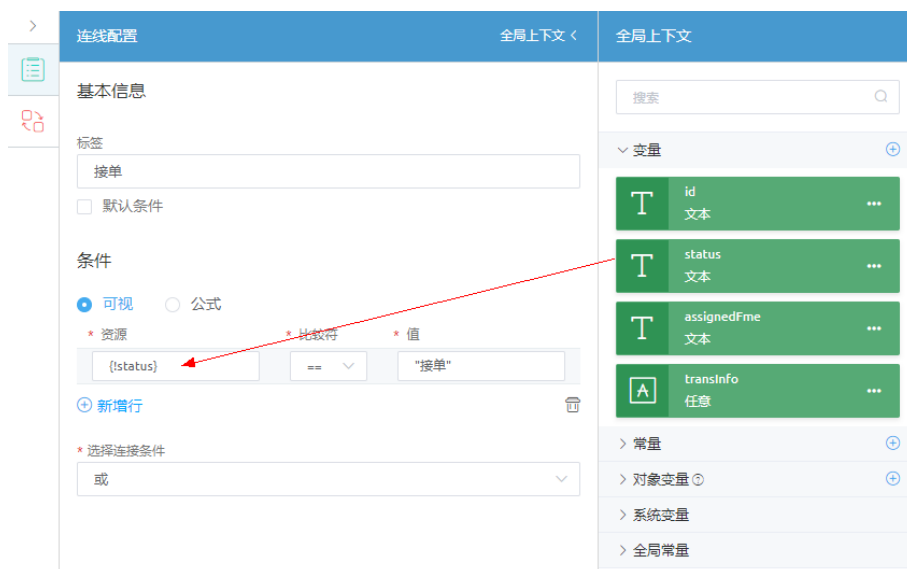 连线配置
全局上下文
基本信息
标签
接单
默认条件
条件
可视
公式
* 资源
* 比较符
* 值
{!status}
==
"接单"
新增行
* 选择连接条件
或
全局上下文
搜索
变量
T
id
文本
T
status
文本
T
assignedFme
文本
A
transInfo
任意
常量
对象变量
系统变量
全局常量